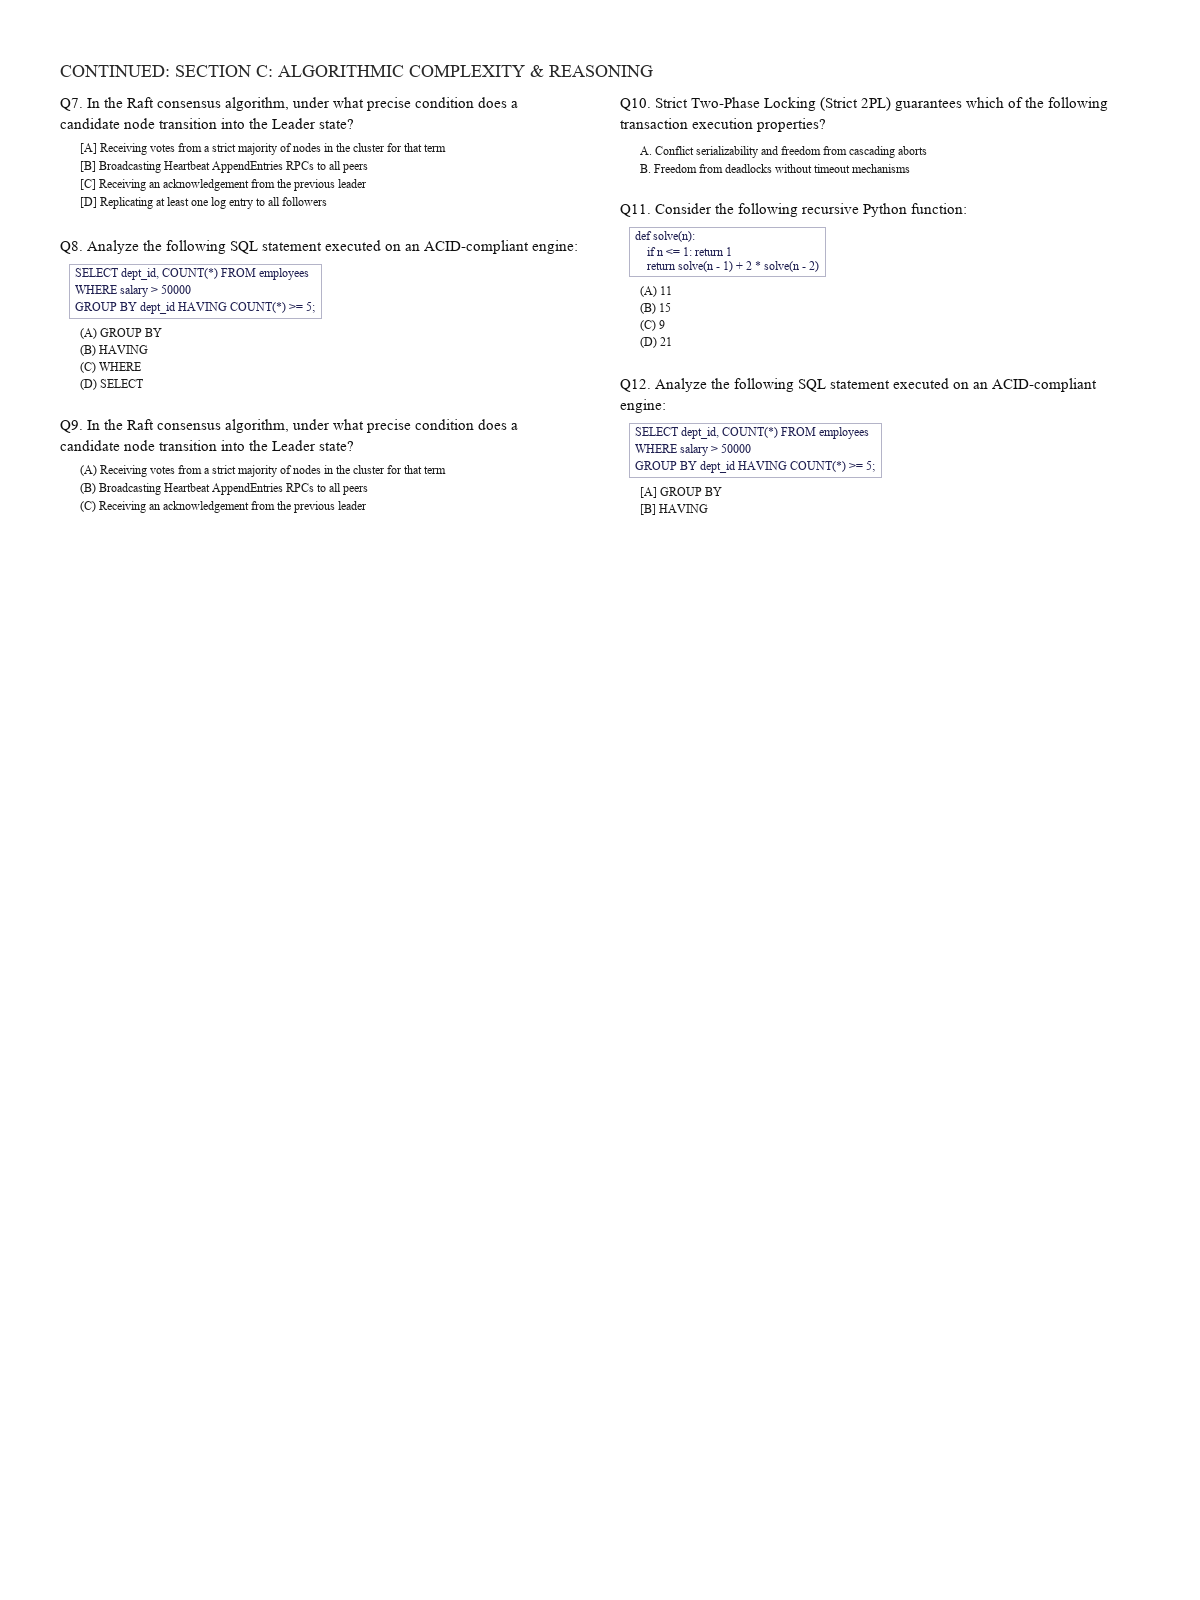 CONTINUED: SECTION C: ALGORITHMIC COMPLEXITY & REASONING
Q7. In the Raft consensus algorithm, under what precise condition does a
candidate node transition into the Leader state?
[A] Receiving votes from a strict majority of nodes in the cluster for that term
[B] Broadcasting Heartbeat AppendEntries RPCs to all peers
[C] Receiving an acknowledgement from the previous leader
[D] Replicating at least one log entry to all followers
Q8. Analyze the following SQL statement executed on an ACID-compliant engine:
SELECT dept_id, COUNT(*) FROM employees
WHERE salary > 50000
GROUP BY dept_id HAVING COUNT(*) >= 5;
(A) GROUP BY
(B) HAVING
(C) WHERE
(D) SELECT
Q9. In the Raft consensus algorithm, under what precise condition does a
candidate node transition into the Leader state?
(A) Receiving votes from a strict majority of nodes in the cluster for that term
(B) Broadcasting Heartbeat AppendEntries RPCs to all peers
(C) Receiving an acknowledgement from the previous leader
Q10. Strict Two-Phase Locking (Strict 2PL) guarantees which of the following
transaction execution properties?
A. Conflict serializability and freedom from cascading aborts
B. Freedom from deadlocks without timeout mechanisms
Q11. Consider the following recursive Python function:
def solve(n):
if n <= 1: return 1
return solve(n - 1) + 2 * solve(n - 2)
(A) 11
(B) 15
(C) 9
(D) 21
Q12. Analyze the following SQL statement executed on an ACID-compliant
engine:
SELECT dept_id, COUNT(*) FROM employees
WHERE salary > 50000
GROUP BY dept_id HAVING COUNT(*) >= 5;
[A] GROUP BY
[B] HAVING